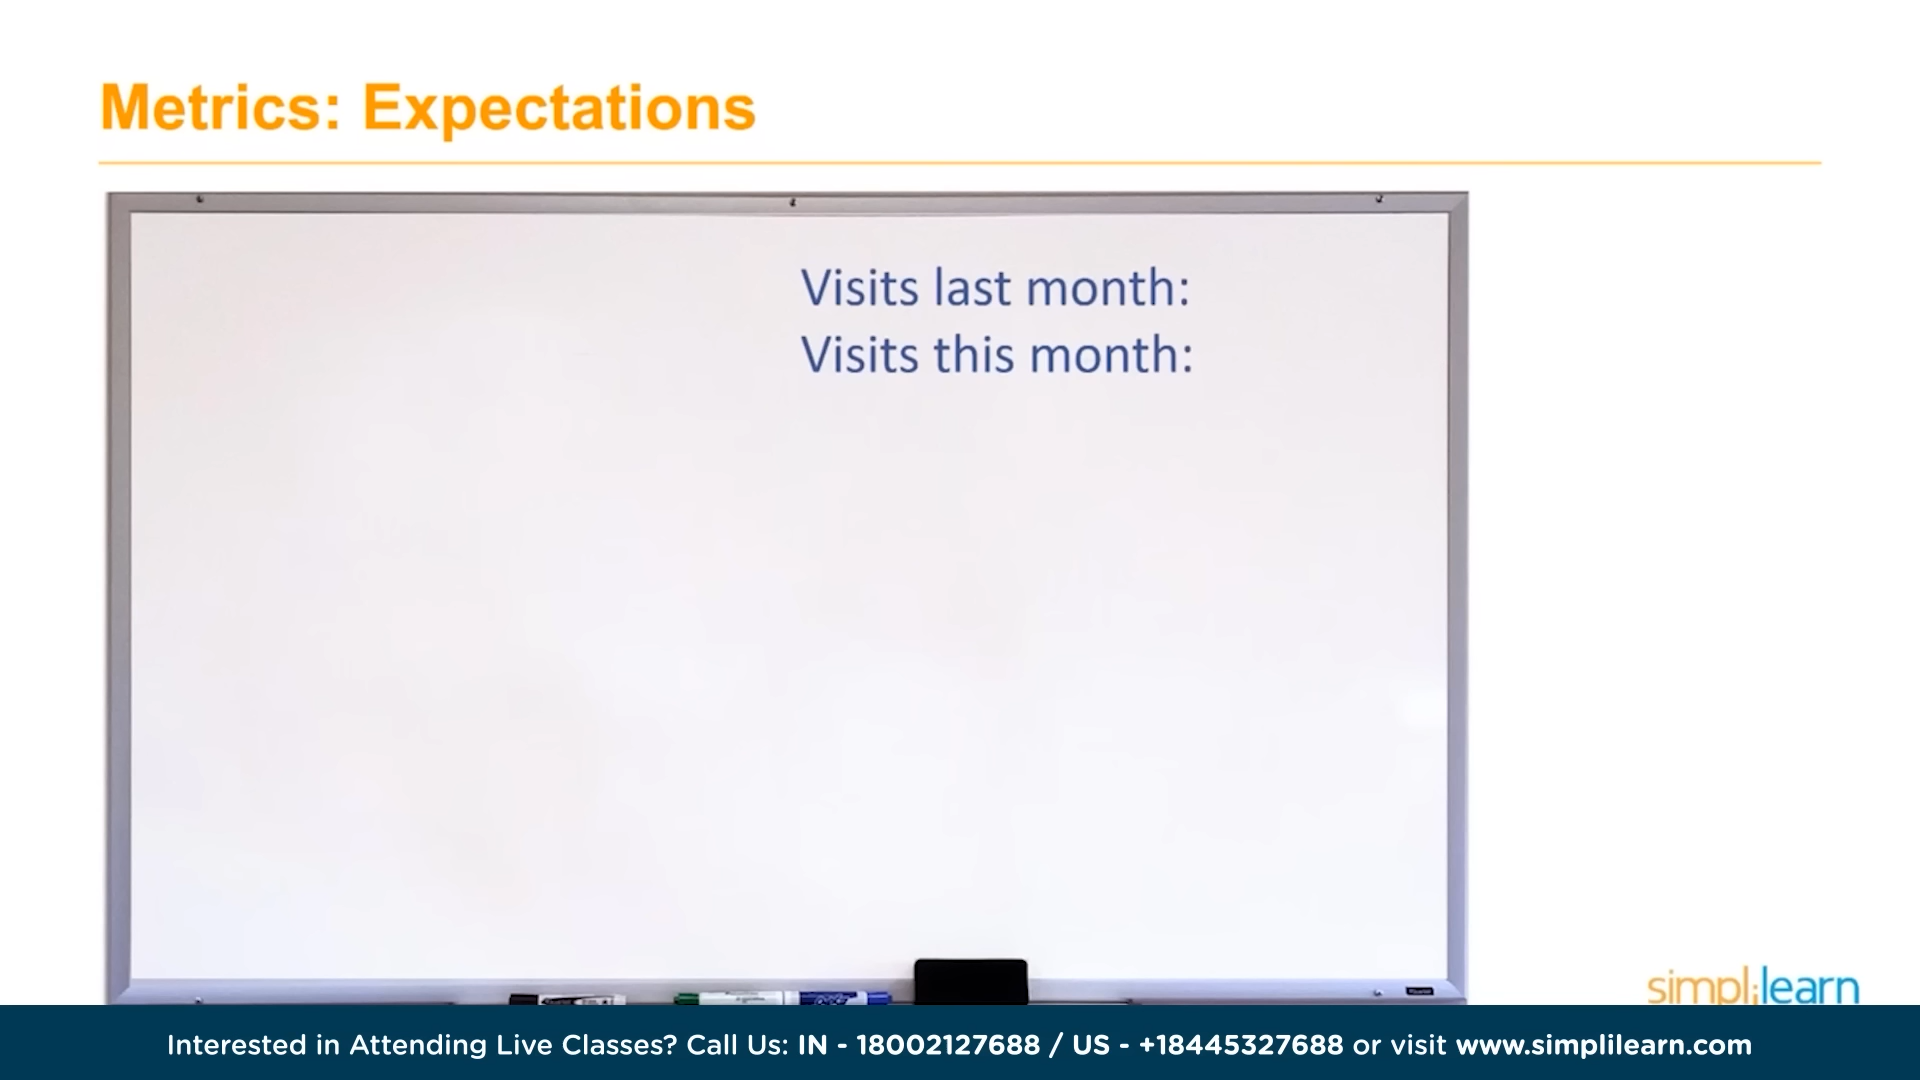 Metrics: Expectations
Visits last month:
Visits this month:
simplilearn
Interested in Attending Live Classes? Call Us: IN - 18002127688 / US - +18445327688 or visit www.simplilearn.com